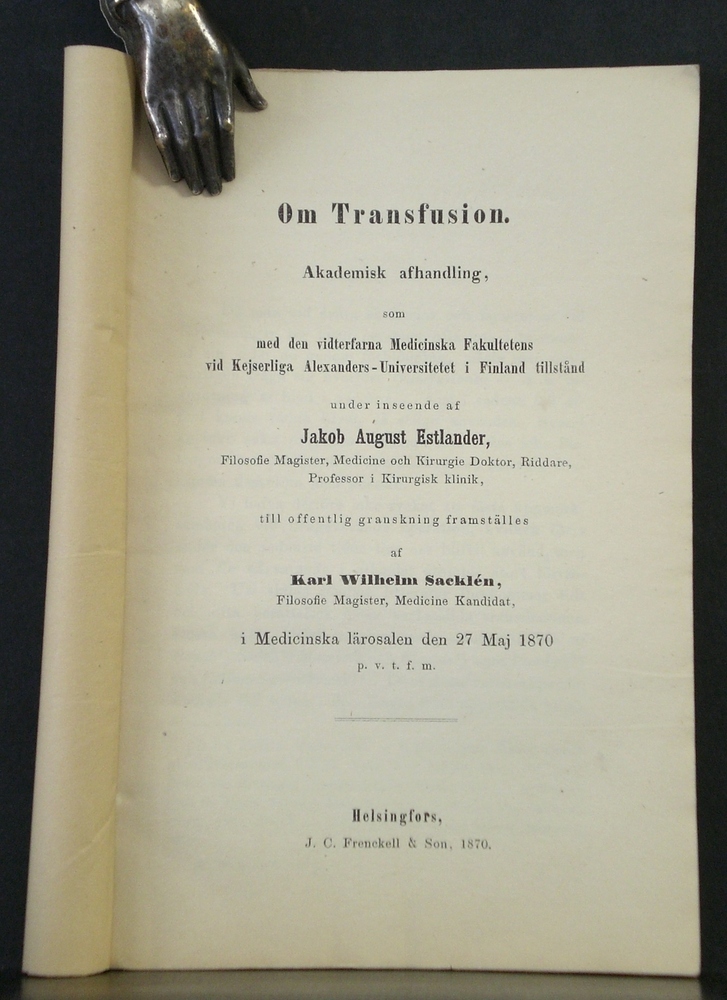 Om Transfusion.
Akademisk afhandling,
som
med den vidterfarna Medicinska Fakultetens
vid Kejserliga Alexanders-Universitetet i Finland tillstånd
under inseende af
Jakob August Estlander,
Filosofie Magister, Medicine och Kirurgie Doktor, Riddare,
Professor i Kirurgisk klinik,
till offentlig granskning framställes
af
Karl Wilhelm Sacklén,
Filosofie Magister, Medicine Kandidat,
i Medicinska lärosalen den 27 Maj 1870
p. v. t. f. m.
Helsingfors,
J. C. Frenckell & Son, 1870.